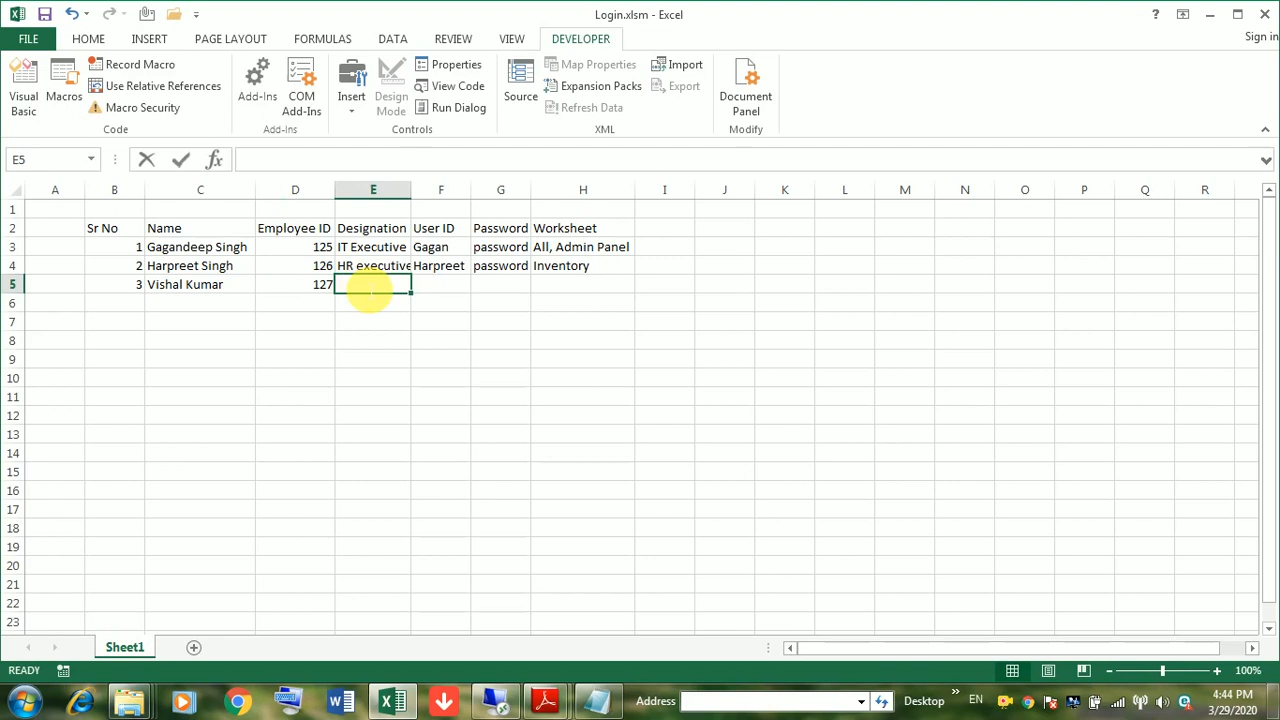 Login.xlsm - Excel
?
FILE HOME INSERT PAGE LAYOUT FORMULAS DATA REVIEW VIEW DEVELOPER Sign in
Visual Basic
Macros
Record Macro
Use Relative References
Macro Security
Code
Add-Ins
COM Add-Ins
Add-Ins
Insert
Design Mode
Properties
View Code
Run Dialog
Controls
Source
Map Properties
Expansion Packs
Refresh Data
Import
Export
XML
Document Panel
Modify
E5 fx
A B C D E F G H I J K L M N O P Q R
1
2 Sr No Name Employee ID Designation User ID Password Worksheet
3 1 Gagandeep Singh 125 IT Executive Gagan password All, Admin Panel
4 2 Harpreet Singh 126 HR executive Harpreet password Inventory
5 3 Vishal Kumar 127
6
7
8
9
10
11
12
13
14
15
16
17
18
19
20
21
22
23
Sheet1
READY 100%
Address Desktop » EN 4:44 PM
3/29/2020